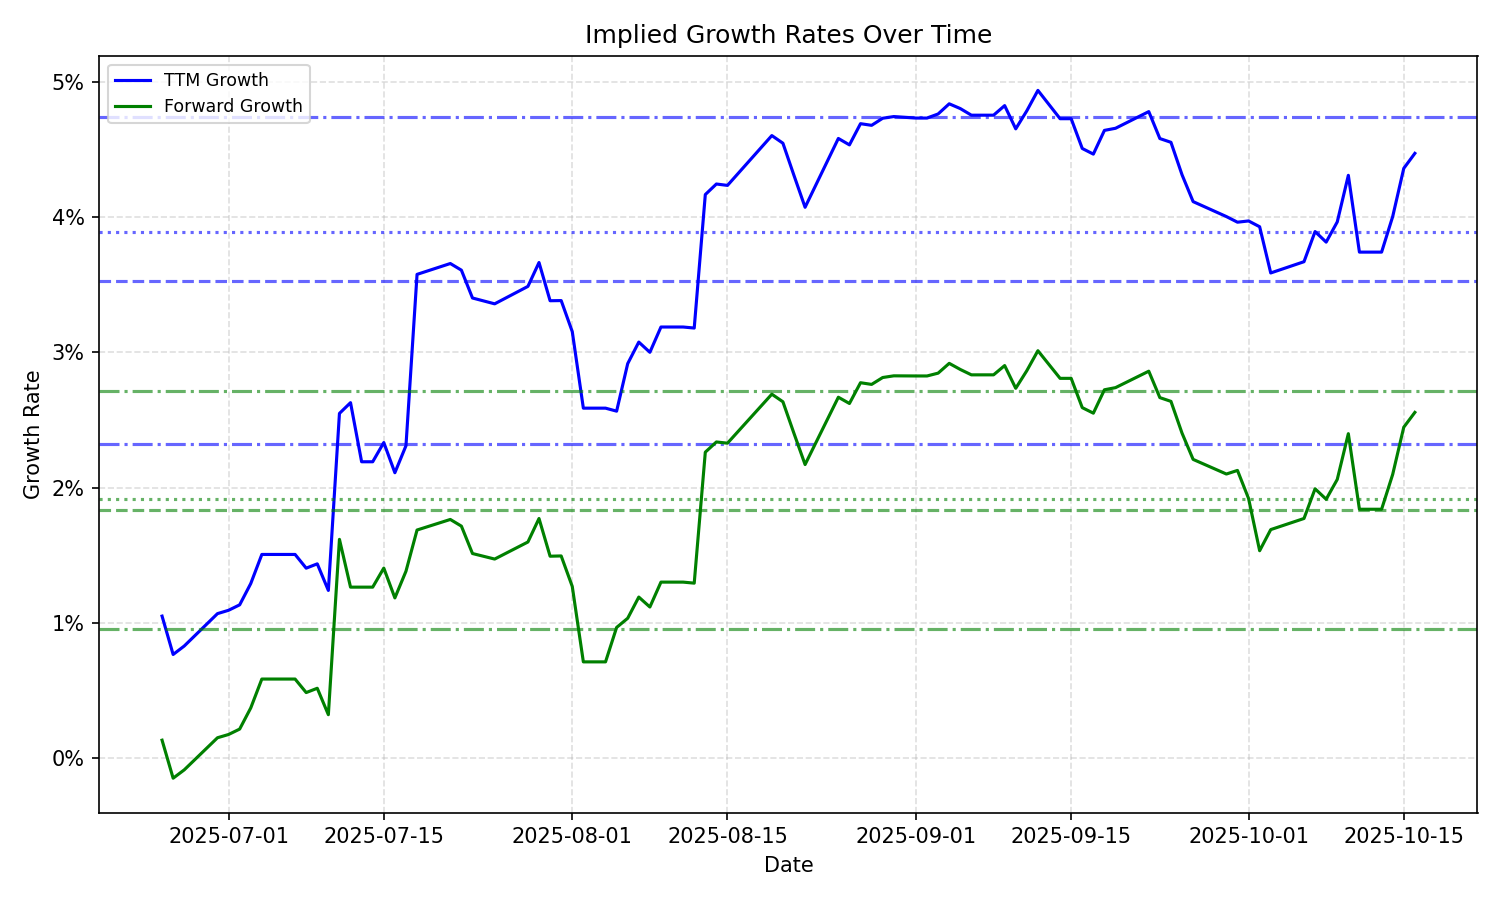 Implied Growth Rates Over Time
TTM Growth
Forward Growth
5%
4%
3%
2%
1%
0%
Growth Rate
2025-07-01 2025-07-15 2025-08-01 2025-08-15 2025-09-01 2025-09-15 2025-10-01 2025-10-15
Date